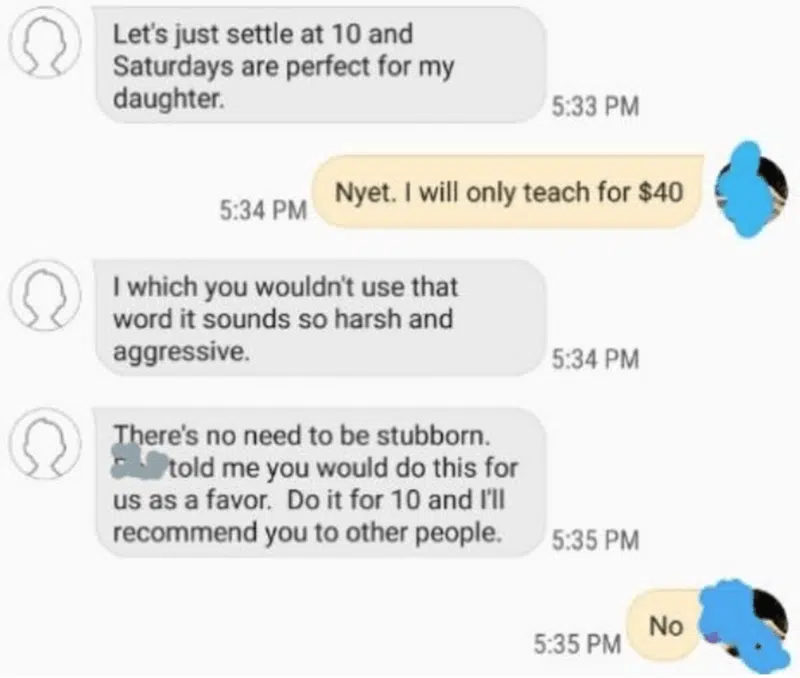 Let's just settle at 10 and
Saturdays are perfect for my
daughter.
5:33 PM
Nyet. I will only teach for $40
5:34 PM
I which you wouldn't use that
word it sounds so harsh and
aggressive.
5:34 PM
There's no need to be stubborn.
told me you would do this for
us as a favor. Do it for 10 and I'll
recommend you to other people.
5:35 PM
No
5:35 PM